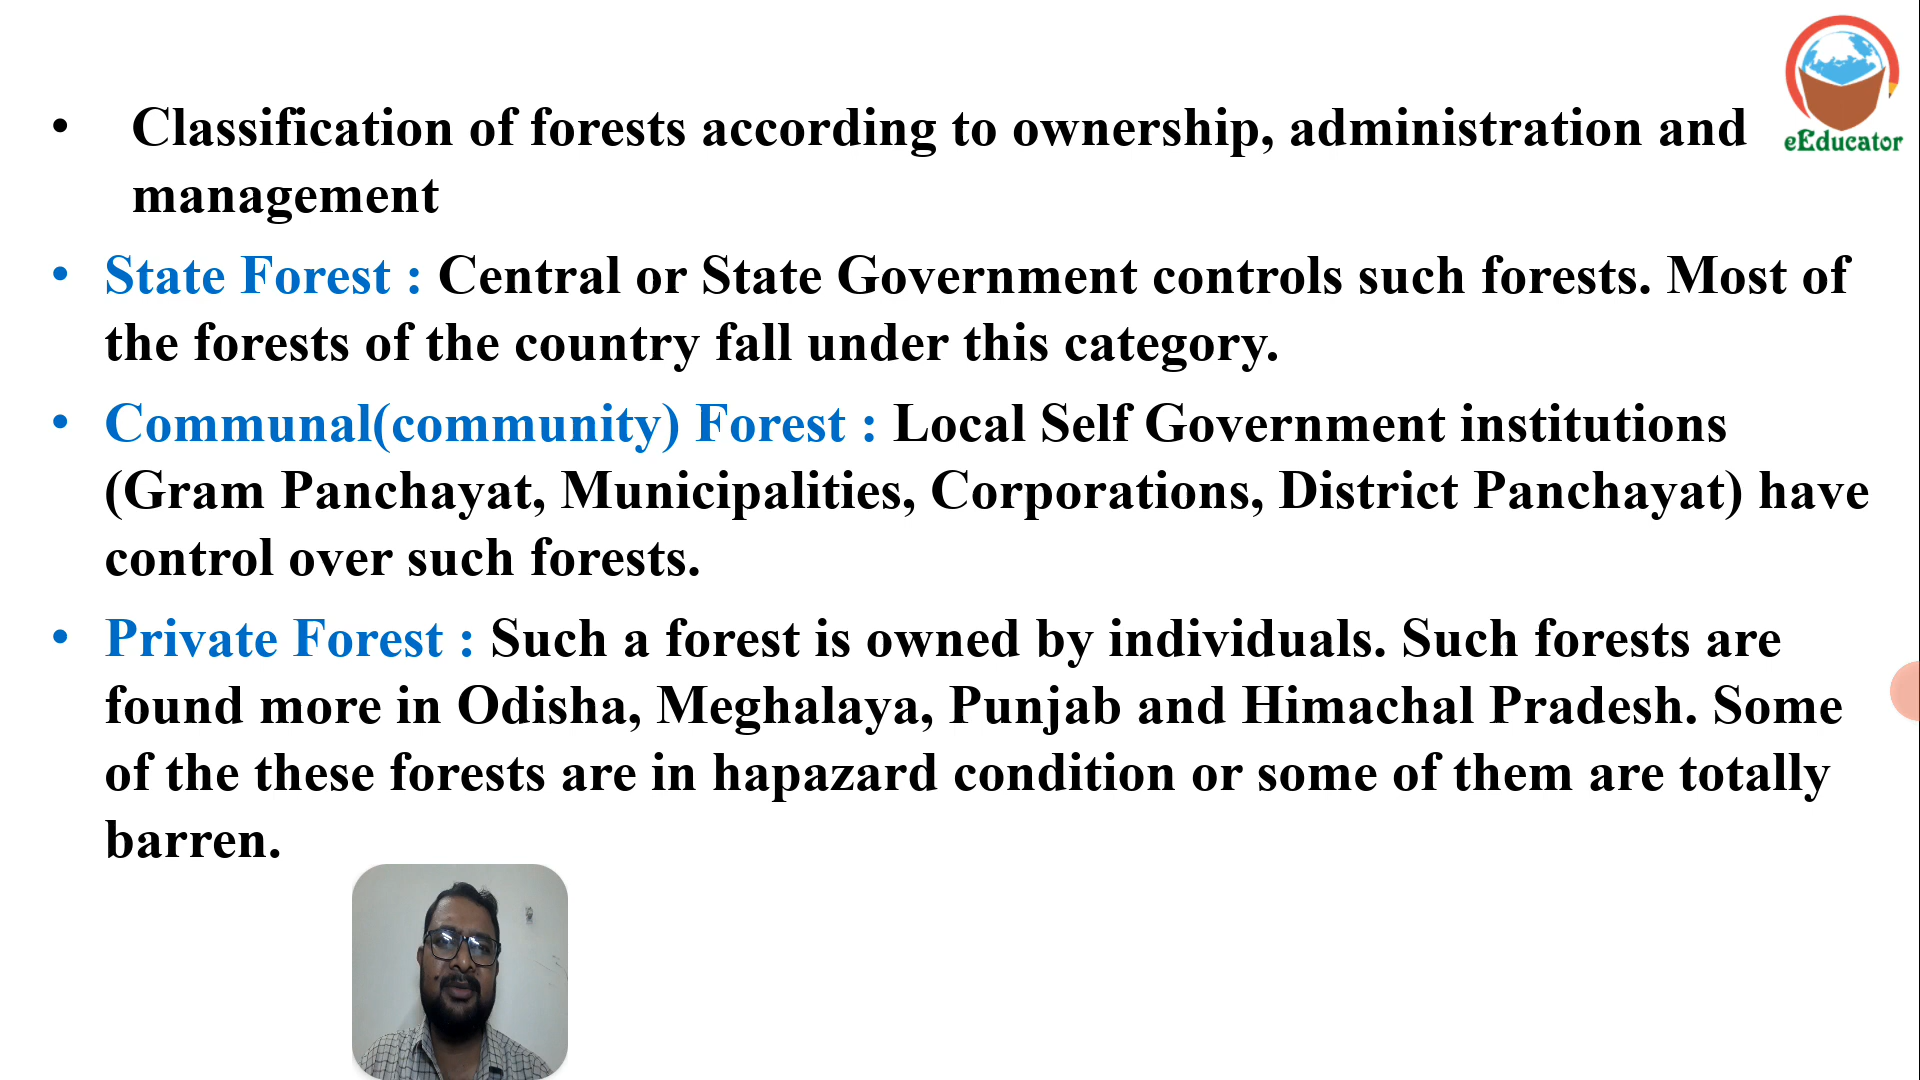 eEducator
• Classification of forests according to ownership, administration and
management
• State Forest : Central or State Government controls such forests. Most of
the forests of the country fall under this category.
• Communal(community) Forest : Local Self Government institutions
(Gram Panchayat, Municipalities, Corporations, District Panchayat) have
control over such forests.
• Private Forest : Such a forest is owned by individuals. Such forests are
found more in Odisha, Meghalaya, Punjab and Himachal Pradesh. Some
of the these forests are in hapazard condition or some of them are totally
barren.